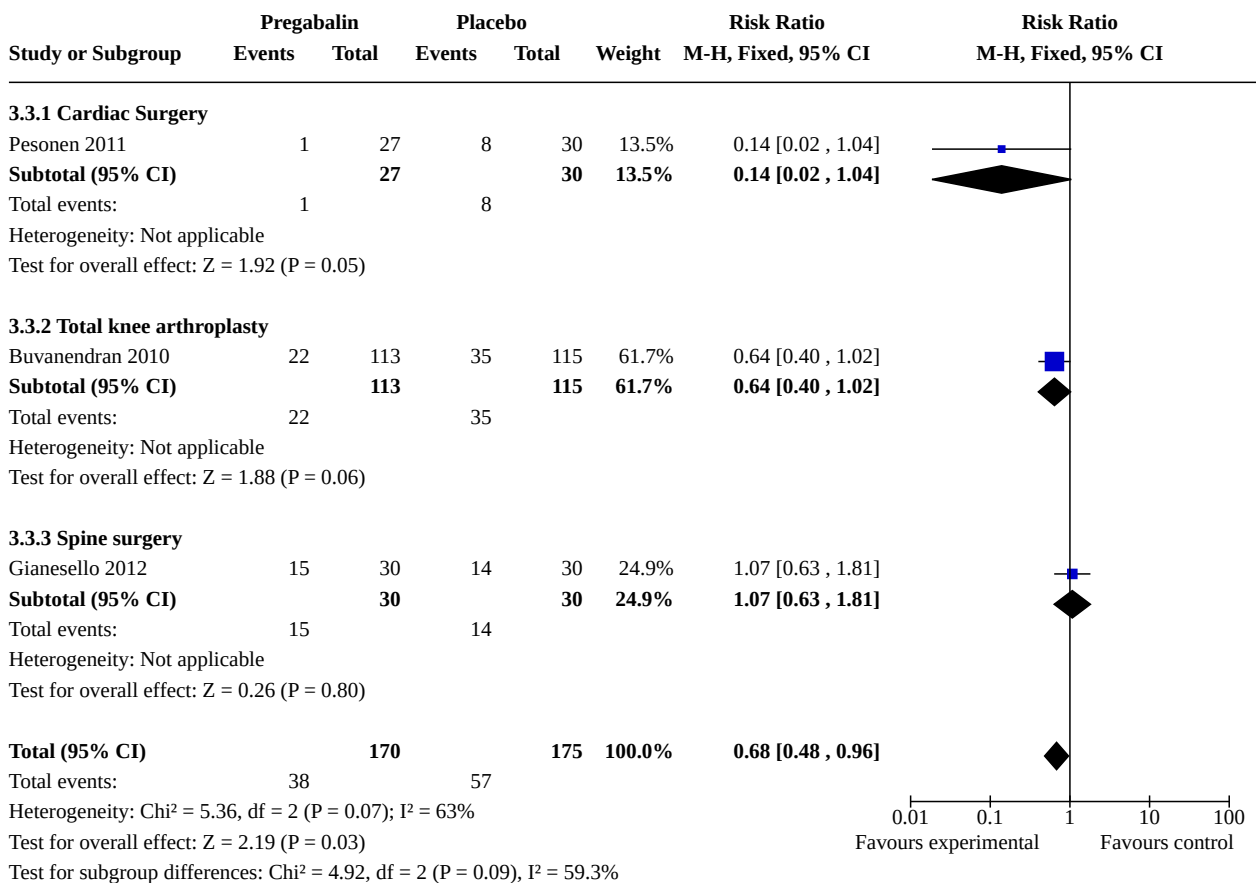 Pregabalin Placebo Risk Ratio Risk Ratio
Study or Subgroup Events Total Events Total Weight M-H, Fixed, 95% CI M-H, Fixed, 95% CI
3.3.1 Cardiac Surgery
Pesonen 2011 1 27 8 30 13.5% 0.14 [0.02 , 1.04]
Subtotal (95% CI) 27 30 13.5% 0.14 [0.02 , 1.04]
Total events: 1 8
Heterogeneity: Not applicable
Test for overall effect: Z = 1.92 (P = 0.05)
3.3.2 Total knee arthroplasty
Buvanendran 2010 22 113 35 115 61.7% 0.64 [0.40 , 1.02]
Subtotal (95% CI) 113 115 61.7% 0.64 [0.40 , 1.02]
Total events: 22 35
Heterogeneity: Not applicable
Test for overall effect: Z = 1.88 (P = 0.06)
3.3.3 Spine surgery
Gianesello 2012 15 30 14 30 24.9% 1.07 [0.63 , 1.81]
Subtotal (95% CI) 30 30 24.9% 1.07 [0.63 , 1.81]
Total events: 15 14
Heterogeneity: Not applicable
Test for overall effect: Z = 0.26 (P = 0.80)
Total (95% CI) 170 175 100.0% 0.68 [0.48 , 0.96]
Total events: 38 57
Heterogeneity: Chi² = 5.36, df = 2 (P = 0.07); I² = 63%
0.01 0.1 1 10 100
Test for overall effect: Z = 2.19 (P = 0.03)
Favours experimental Favours control
Test for subgroup differences: Chi² = 4.92, df = 2 (P = 0.09), I² = 59.3%